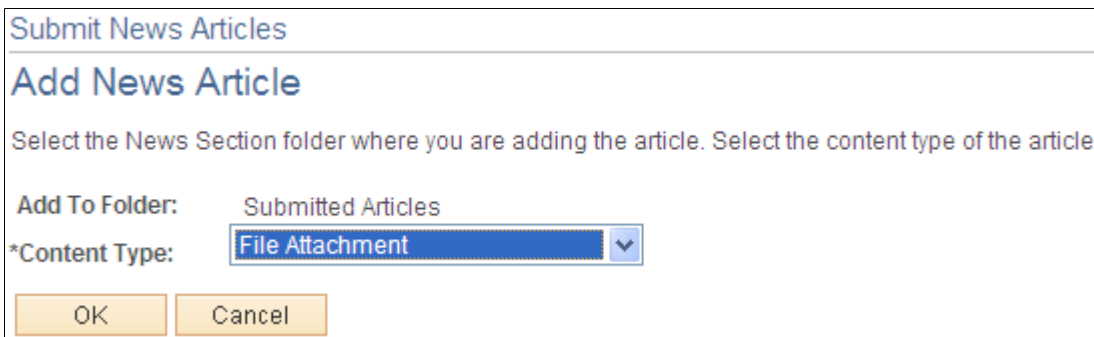 Submit News Articles
Add News Article
Select the News Section folder where you are adding the article. Select the content type of the article
Add To Folder: Submitted Articles
*Content Type: File Attachment
OK Cancel